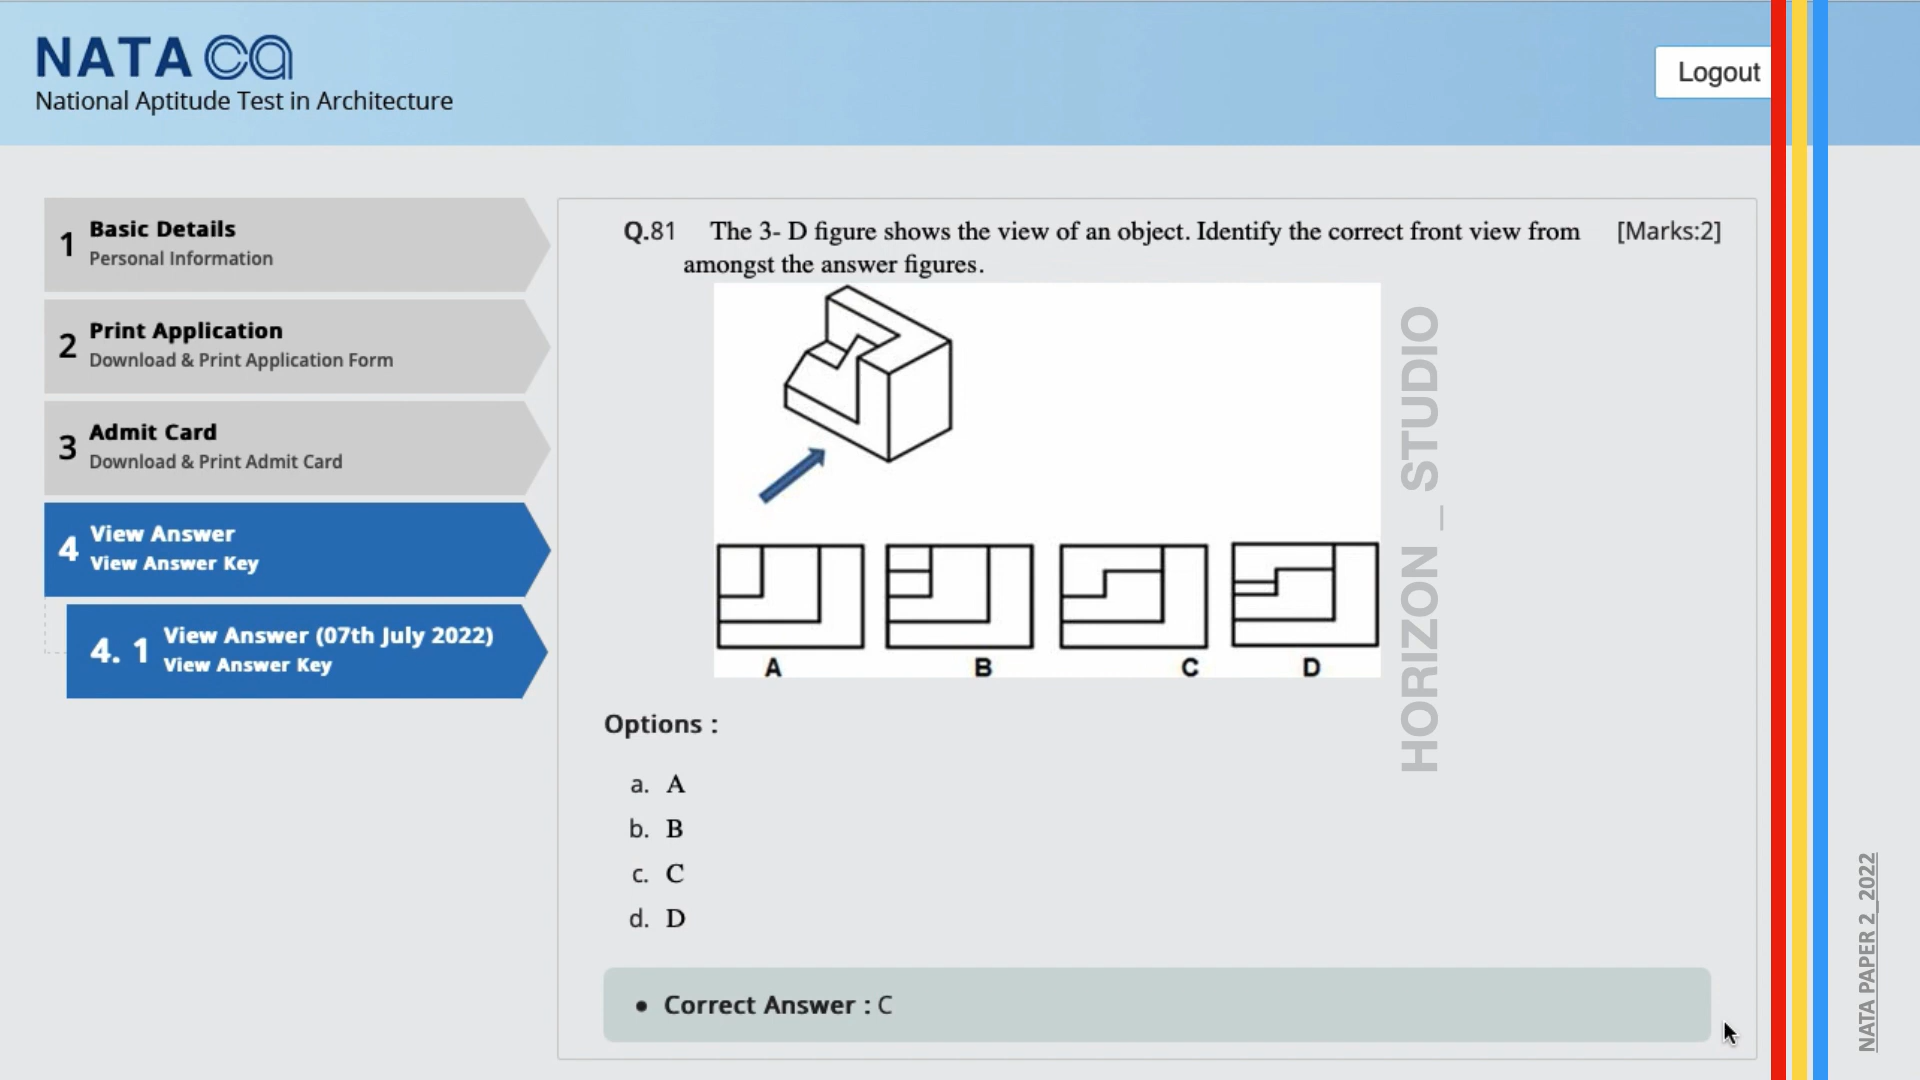 NATA ca
National Aptitude Test in Architecture
Logout
1 Basic Details
Personal Information
2 Print Application
Download & Print Application Form
3 Admit Card
Download & Print Admit Card
4 View Answer
View Answer Key
4. 1 View Answer (07th July 2022)
View Answer Key
Q.81 The 3- D figure shows the view of an object. Identify the correct front view from [Marks:2]
amongst the answer figures.
A B C D
Options :
a. A
b. B
c. C
d. D
Correct Answer : C
HORIZON _ STUDIO
NATA PAPER 2_2022